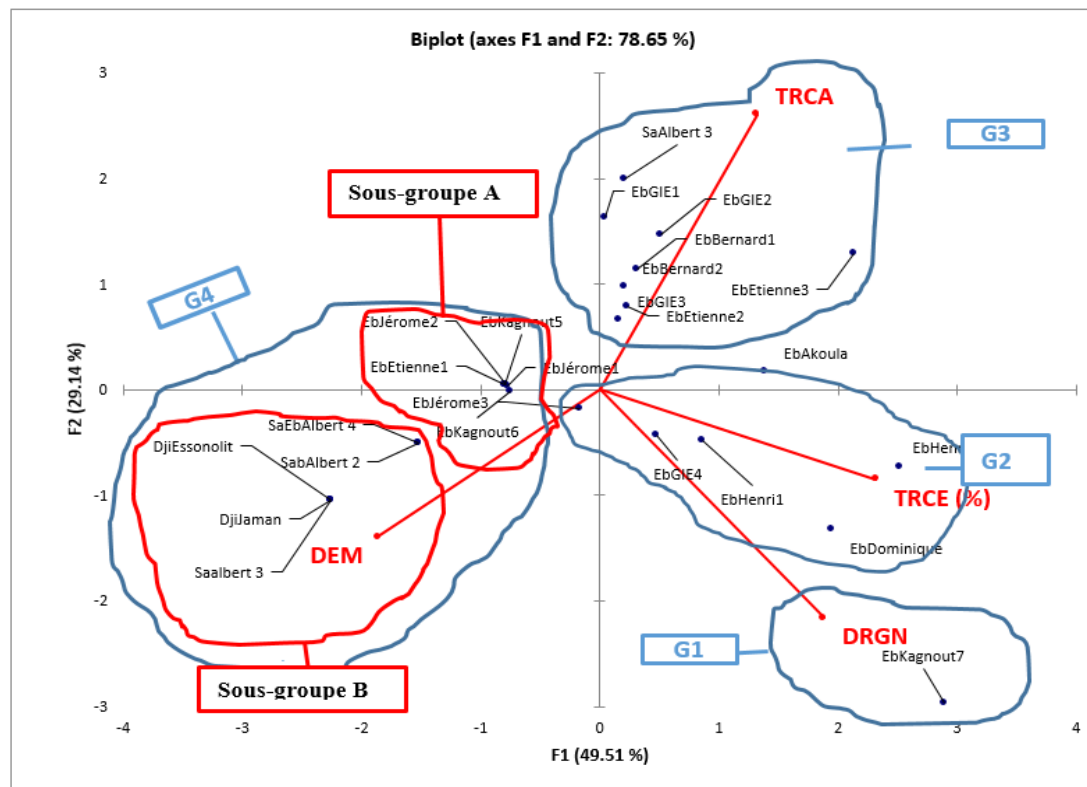 Biplot (axes F1 and F2: 78.65 %)
3
TRCA
SaAlbert 3
G3
Sous-groupe A
2
EbGIE1
EbGIE2
EbBernard1
G4
1
EbBernard2
EbEtienne3
EbGIE3
EbJérome2
EbKagnout5
EbEtienne2
EbAkoula
EbEtienne1
EbJérome1
F2 (29.14 %)
0
EbJérome3
SaEbAlbert 4
EbKagnout6
DjiEssonolit
SabAlbert 2
EbHenri
G2
EbGIE4
-1
EbHenri1
TRCE (%)
DjiJaman
DEM
EbDominique
Saalbert 3
-2
DRGN
G1
EbKagnout7
Sous-groupe B
-3
-4
-3
-2
-1
0
1
2
3
4
F1 (49.51 %)